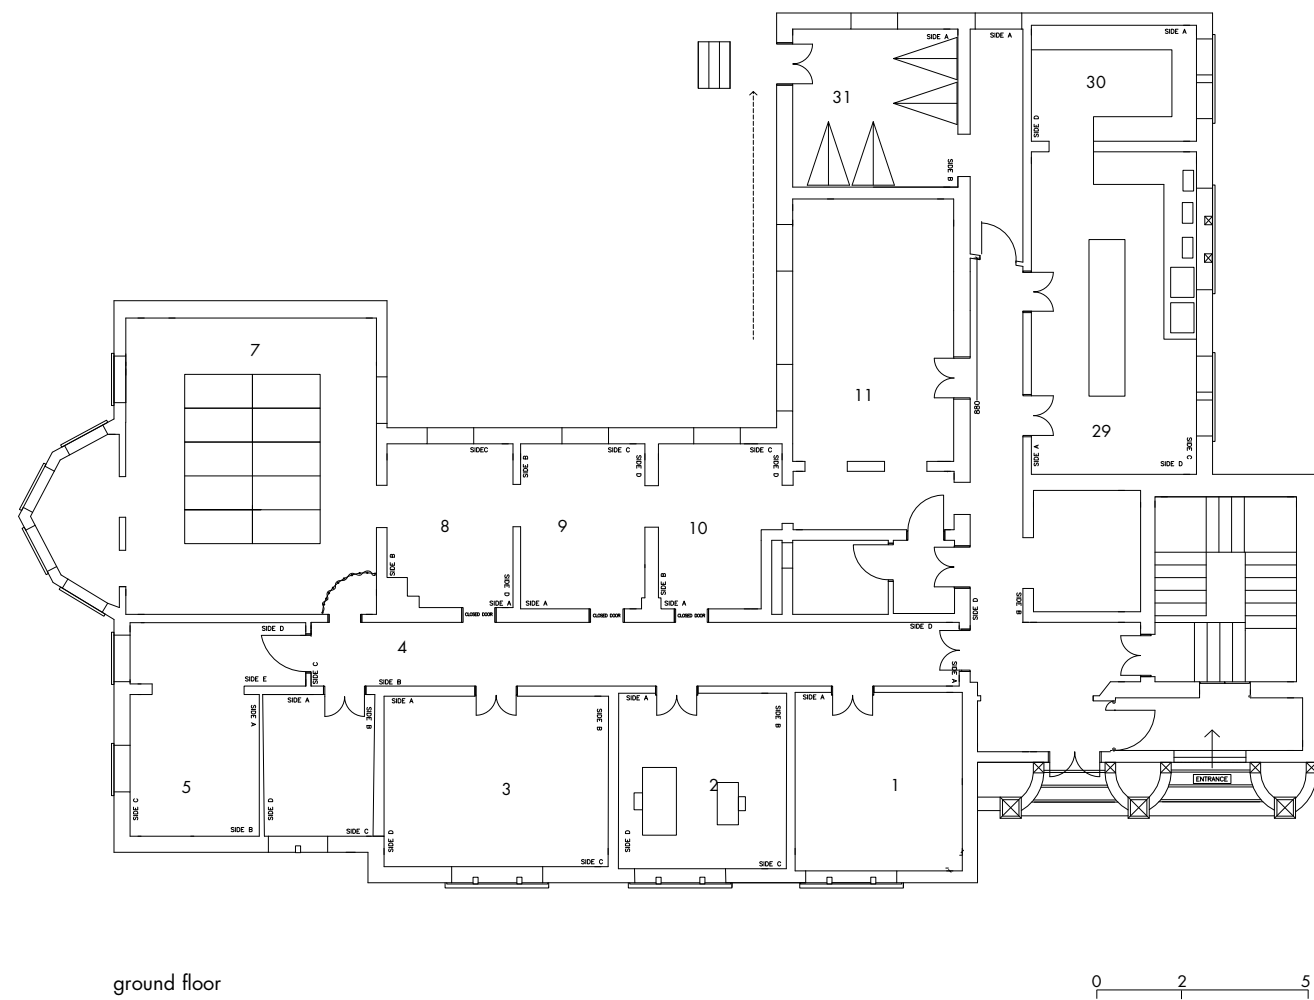 SIDE A
SIDE A
SIDE A
30
31
SIDE D
SIDE B
7
11
880
29
SIDE A
SIDE C
SIDE D
SIDEC
SIDE B
SIDE C
SIDE D
SIDE C
SIDE D
8
9
10
SIDE B
SIDE D
SIDE A
SIDE A
SIDE B
SIDE A
CLOSED DOOR
CLOSED DOOR
CLOSED DOOR
SIDE D
SIDE B
SIDE D
SIDE D
4
SIDE C
SIDE E
SIDE B
SIDE A
SIDE A
SIDE A
SIDE A
SIDE A
SIDE A
SIDE B
SIDE B
SIDE B
5
3
2
1
ENTRANCE
SIDE C
SIDE B
SIDE D
SIDE C
SIDE D
SIDE C
SIDE D
SIDE C
ground floor
0 2 5